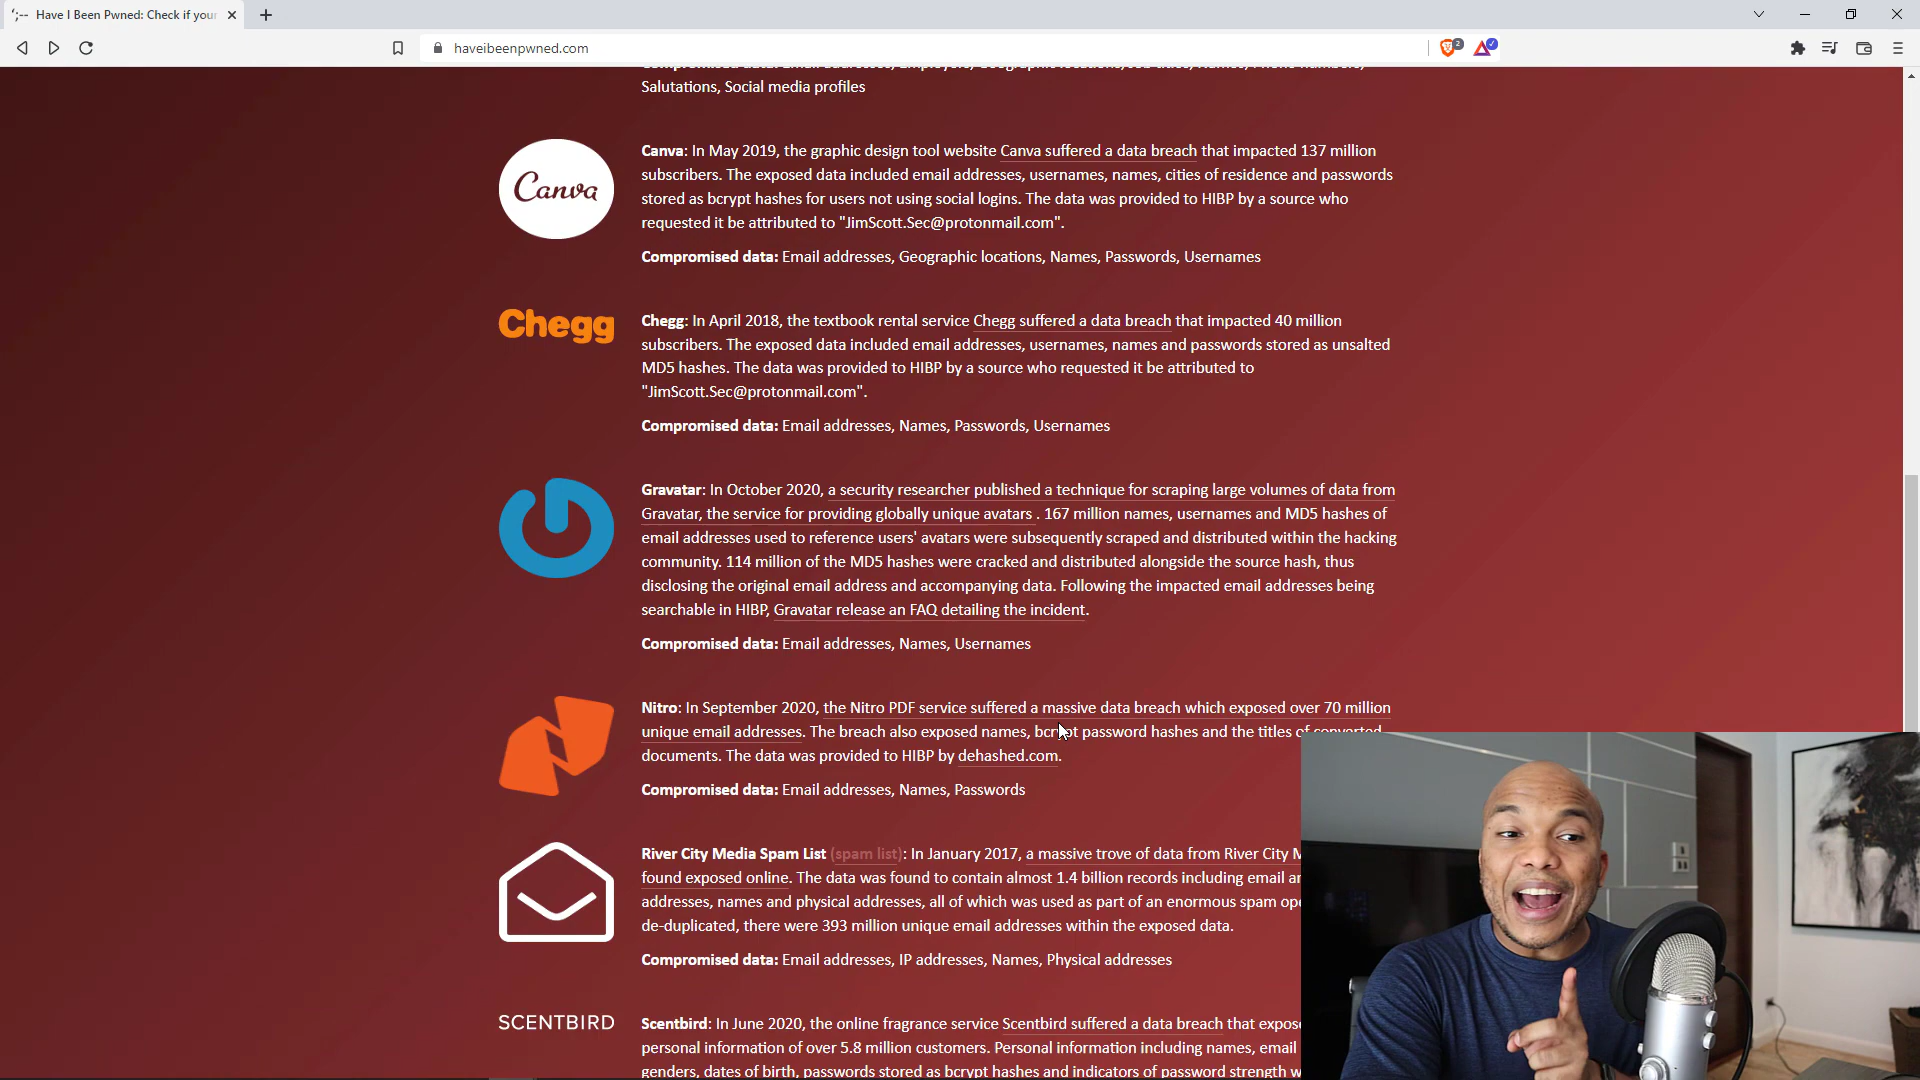 Have I Been Pwned: Check if your
haveibeenpwned.com
2
Salutations, Social media profiles
Canva
Canva: In May 2019, the graphic design tool website Canva suffered a data breach that impacted 137 million
subscribers. The exposed data included email addresses, usernames, names, cities of residence and passwords
stored as bcrypt hashes for users not using social logins. The data was provided to HIBP by a source who
requested it be attributed to "JimScott.Sec@protonmail.com".
Compromised data: Email addresses, Geographic locations, Names, Passwords, Usernames
Chegg
Chegg: In April 2018, the textbook rental service Chegg suffered a data breach that impacted 40 million
subscribers. The exposed data included email addresses, usernames, names and passwords stored as unsalted
MD5 hashes. The data was provided to HIBP by a source who requested it be attributed to
"JimScott.Sec@protonmail.com".
Compromised data: Email addresses, Names, Passwords, Usernames
Gravatar: In October 2020, a security researcher published a technique for scraping large volumes of data from
Gravatar, the service for providing globally unique avatars . 167 million names, usernames and MD5 hashes of
email addresses used to reference users' avatars were subsequently scraped and distributed within the hacking
community. 114 million of the MD5 hashes were cracked and distributed alongside the source hash, thus
disclosing the original email address and accompanying data. Following the impacted email addresses being
searchable in HIBP, Gravatar release an FAQ detailing the incident.
Compromised data: Email addresses, Names, Usernames
Nitro: In September 2020, the Nitro PDF service suffered a massive data breach which exposed over 70 million
unique email addresses. The breach also exposed names, bcrypt password hashes and the titles of converted
documents. The data was provided to HIBP by dehashed.com.
Compromised data: Email addresses, Names, Passwords
River City Media Spam List (spam list): In January 2017, a massive trove of data from River City
found exposed online. The data was found to contain almost 1.4 billion records including email
addresses, names and physical addresses, all of which was used as part of an enormous spam
de-duplicated, there were 393 million unique email addresses within the exposed data.
Compromised data: Email addresses, IP addresses, Names, Physical addresses
SCENTBIRD
Scentbird: In June 2020, the online fragrance service Scentbird suffered a data breach that
personal information of over 5.8 million customers. Personal information including names, email
genders, dates of birth, passwords stored as bcrypt hashes and indicators of password strength